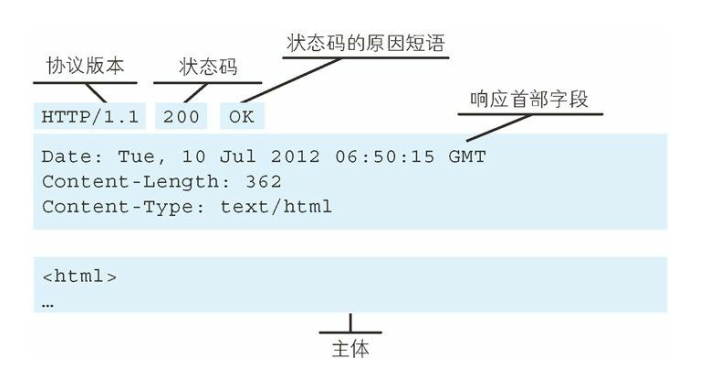 状态码的原因短语
协议版本 状态码
响应首部字段
HTTP/1.1 200 OK
Date: Tue, 10 Jul 2012 06:50:15 GMT
Content-Length: 362
Content-Type: text/html
<html>
…
主体